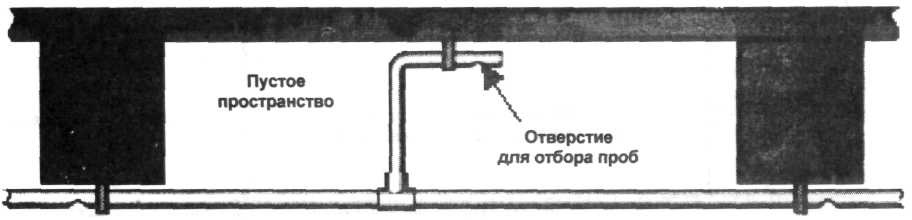 Пустое
пространство
Отверстие
для отбора проб